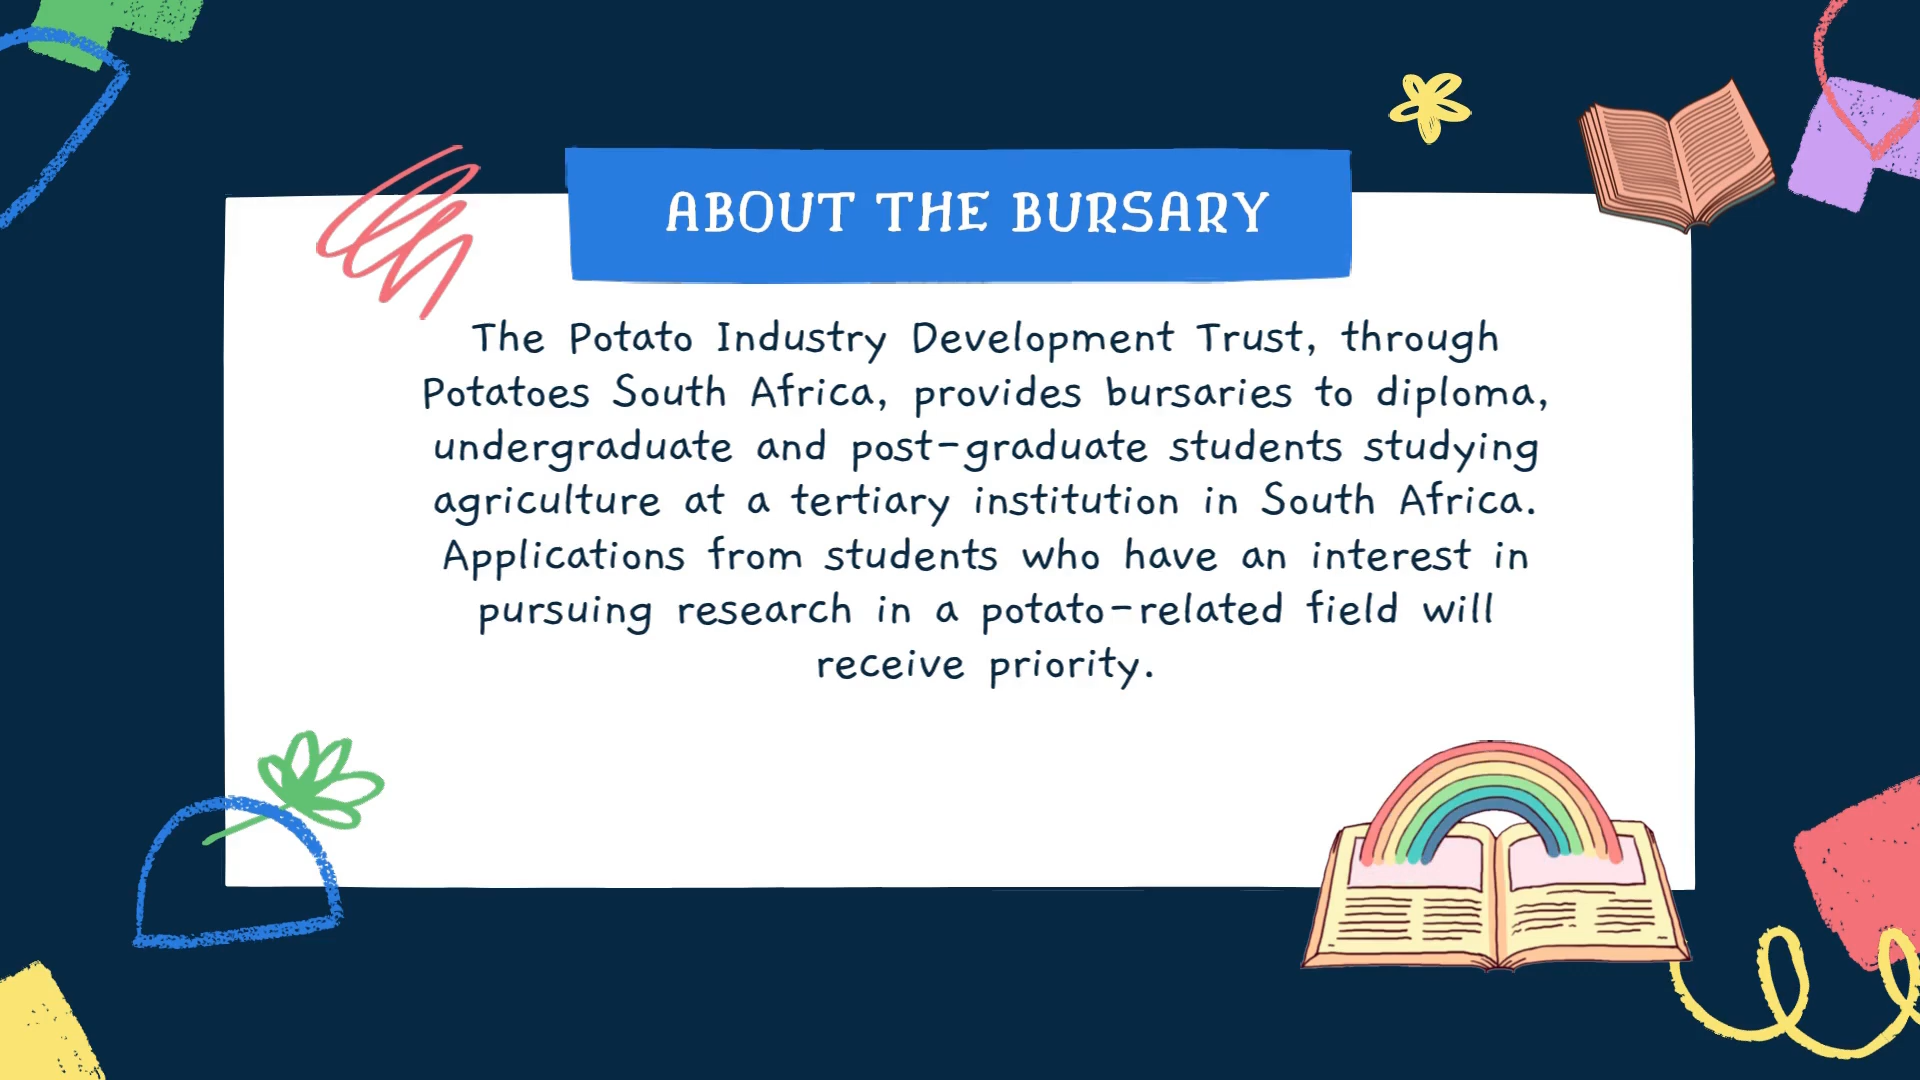 ABOUT THE BURSARY
The Potato Industry Development Trust, through
Potatoes South Africa, provides bursaries to diploma,
undergraduate and post-graduate students studying
agriculture at a tertiary institution in South Africa.
Applications from students who have an interest in
pursuing research in a potato-related field will
receive priority.